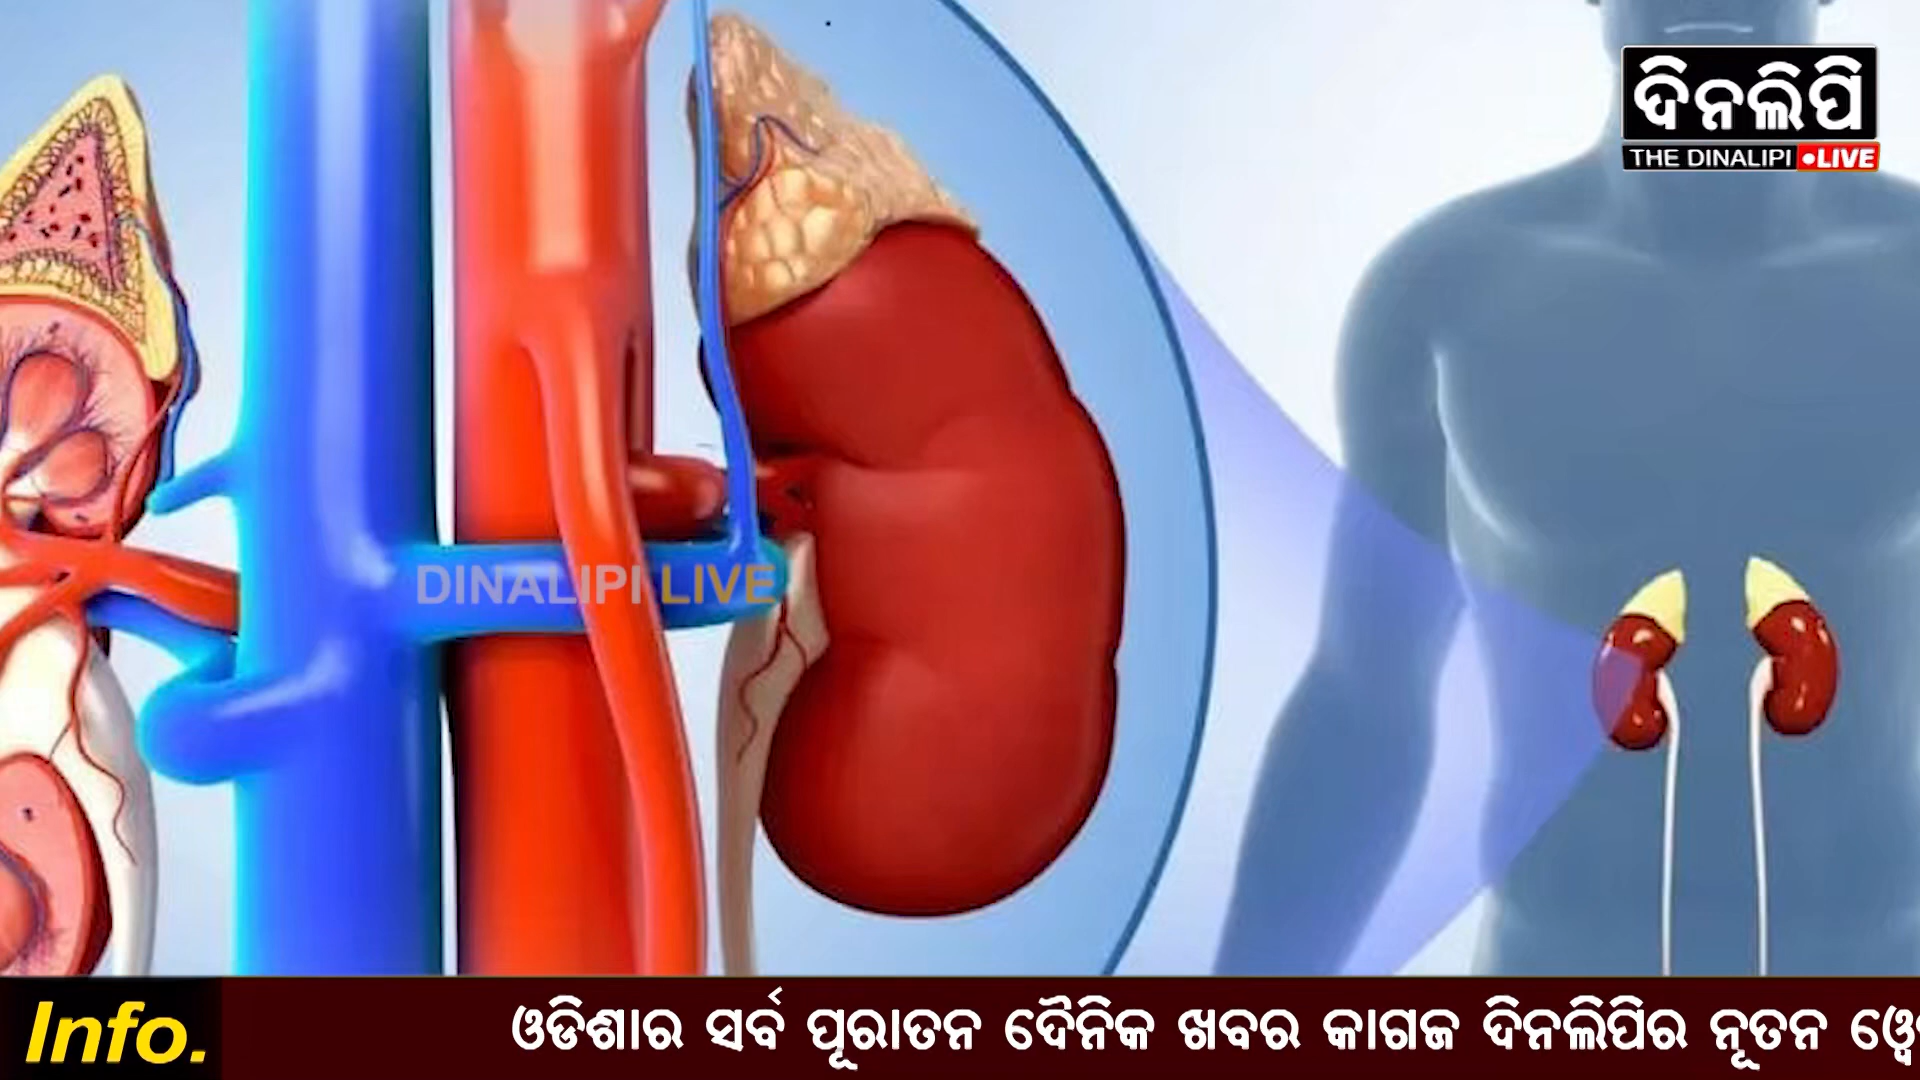 ଦିନଲିପି
THE DINALIPI •LIVE
DINALIPI LIVE
Info.
ଓଡିଶାର ସର୍ବ ପୂରାତନ ଦୈନିକ ଖବର କାଗଜ ଦିନଲିପିର ନୂତନ